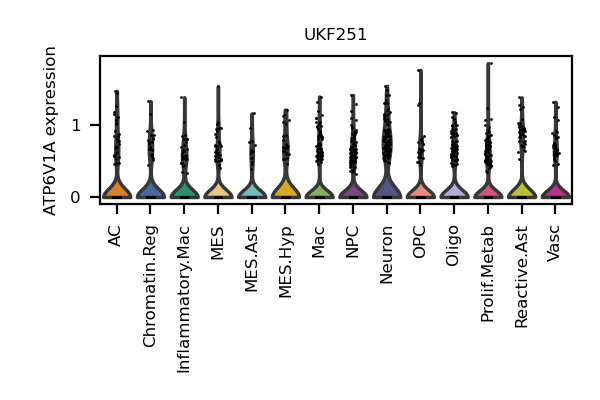 UKF251
ATP6V1A expression
1
0
AC
Chromatin.Reg
Inflammatory.Mac
MES
MES.Ast
MES.Hyp
Mac
NPC
Neuron
OPC
Oligo
Prolif.Metab
Reactive.Ast
Vasc